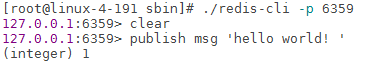 [root@linux-4-191 sbin]# ./redis-cli -p 6359
127.0.0.1:6359> clear
127.0.0.1:6359> publish msg 'hello world! '
(integer) 1